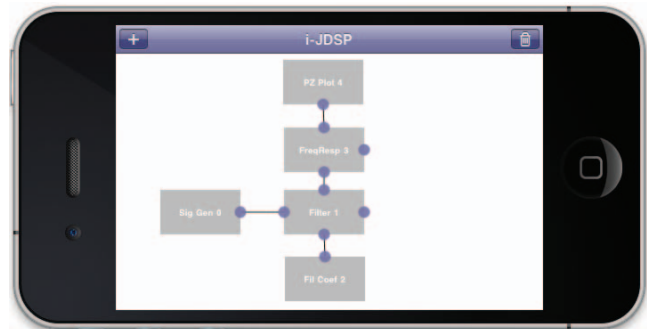 + i-JDSP
PZ Plot 4
FreqResp 3
Sig Gen 0
Filter 1
Fil Coef 2